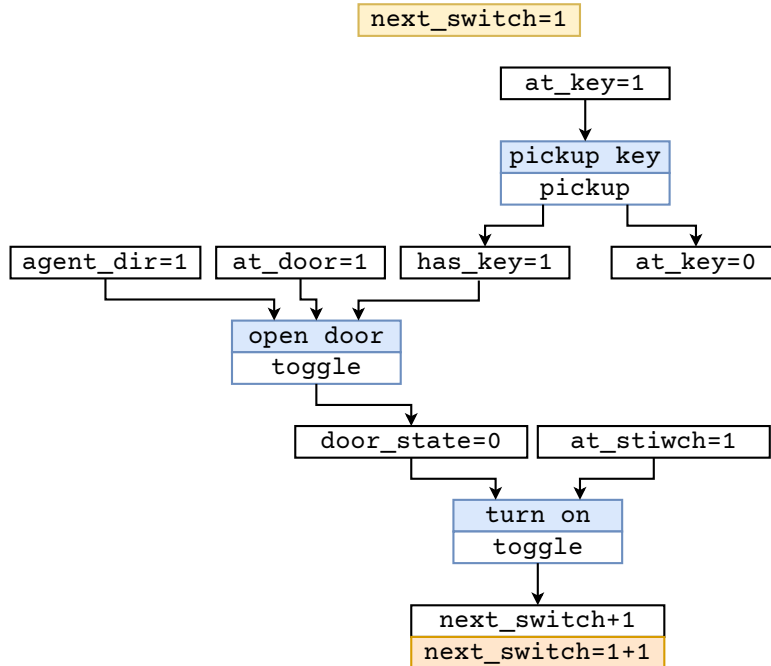 next_switch=1
at_key=1
pickup key
pickup
agent_dir=1
at_door=1
has_key=1
at_key=0
open door
toggle
door_state=0
at_stiwch=1
turn on
toggle
next_switch+1
next_switch=1+1